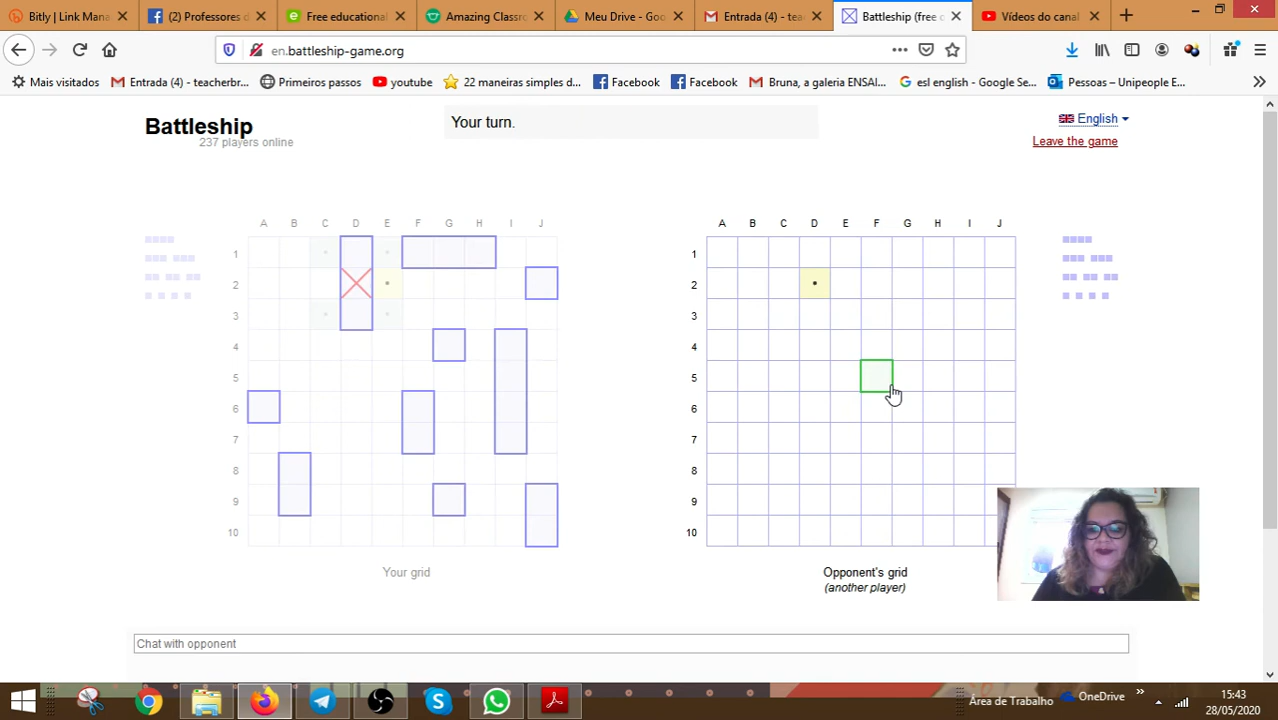 Bitly | Link Mana
(2) Professores d
Free educational
Amazing Classro
Meu Drive - Goo
Entrada (4) - tea
Battleship (free o
Vídeos do canal
en.battleship-game.org
Mais visitados
Entrada (4) - teacherbr...
Primeiros passos
youtube
22 maneiras simples d...
Facebook
Facebook
Bruna, a galeria ENSAI...
esl english - Google Se...
Pessoas — Unipeople E...
Battleship
237 players online
Your turn.
English
Leave the game
A B C D E F G H I J
1
2
3
4
5
6
7
8
9
10
Your grid
A B C D E F G H I J
1
2
3
4
5
6
7
8
9
10
Opponent's grid
(another player)
Chat with opponent
Área de Trabalho
OneDrive
15:43
28/05/2020